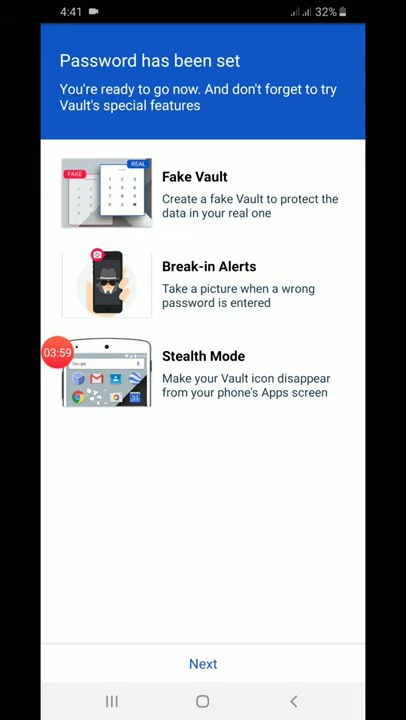 4:41
32%
Password has been set
You're ready to go now. And don't forget to try
Vault's special features
FAKE
REAL
Fake Vault
Create a fake Vault to protect the
data in your real one
Break-in Alerts
Take a picture when a wrong
password is entered
03:59
Google
31
Stealth Mode
Make your Vault icon disappear
from your phone's Apps screen
Next